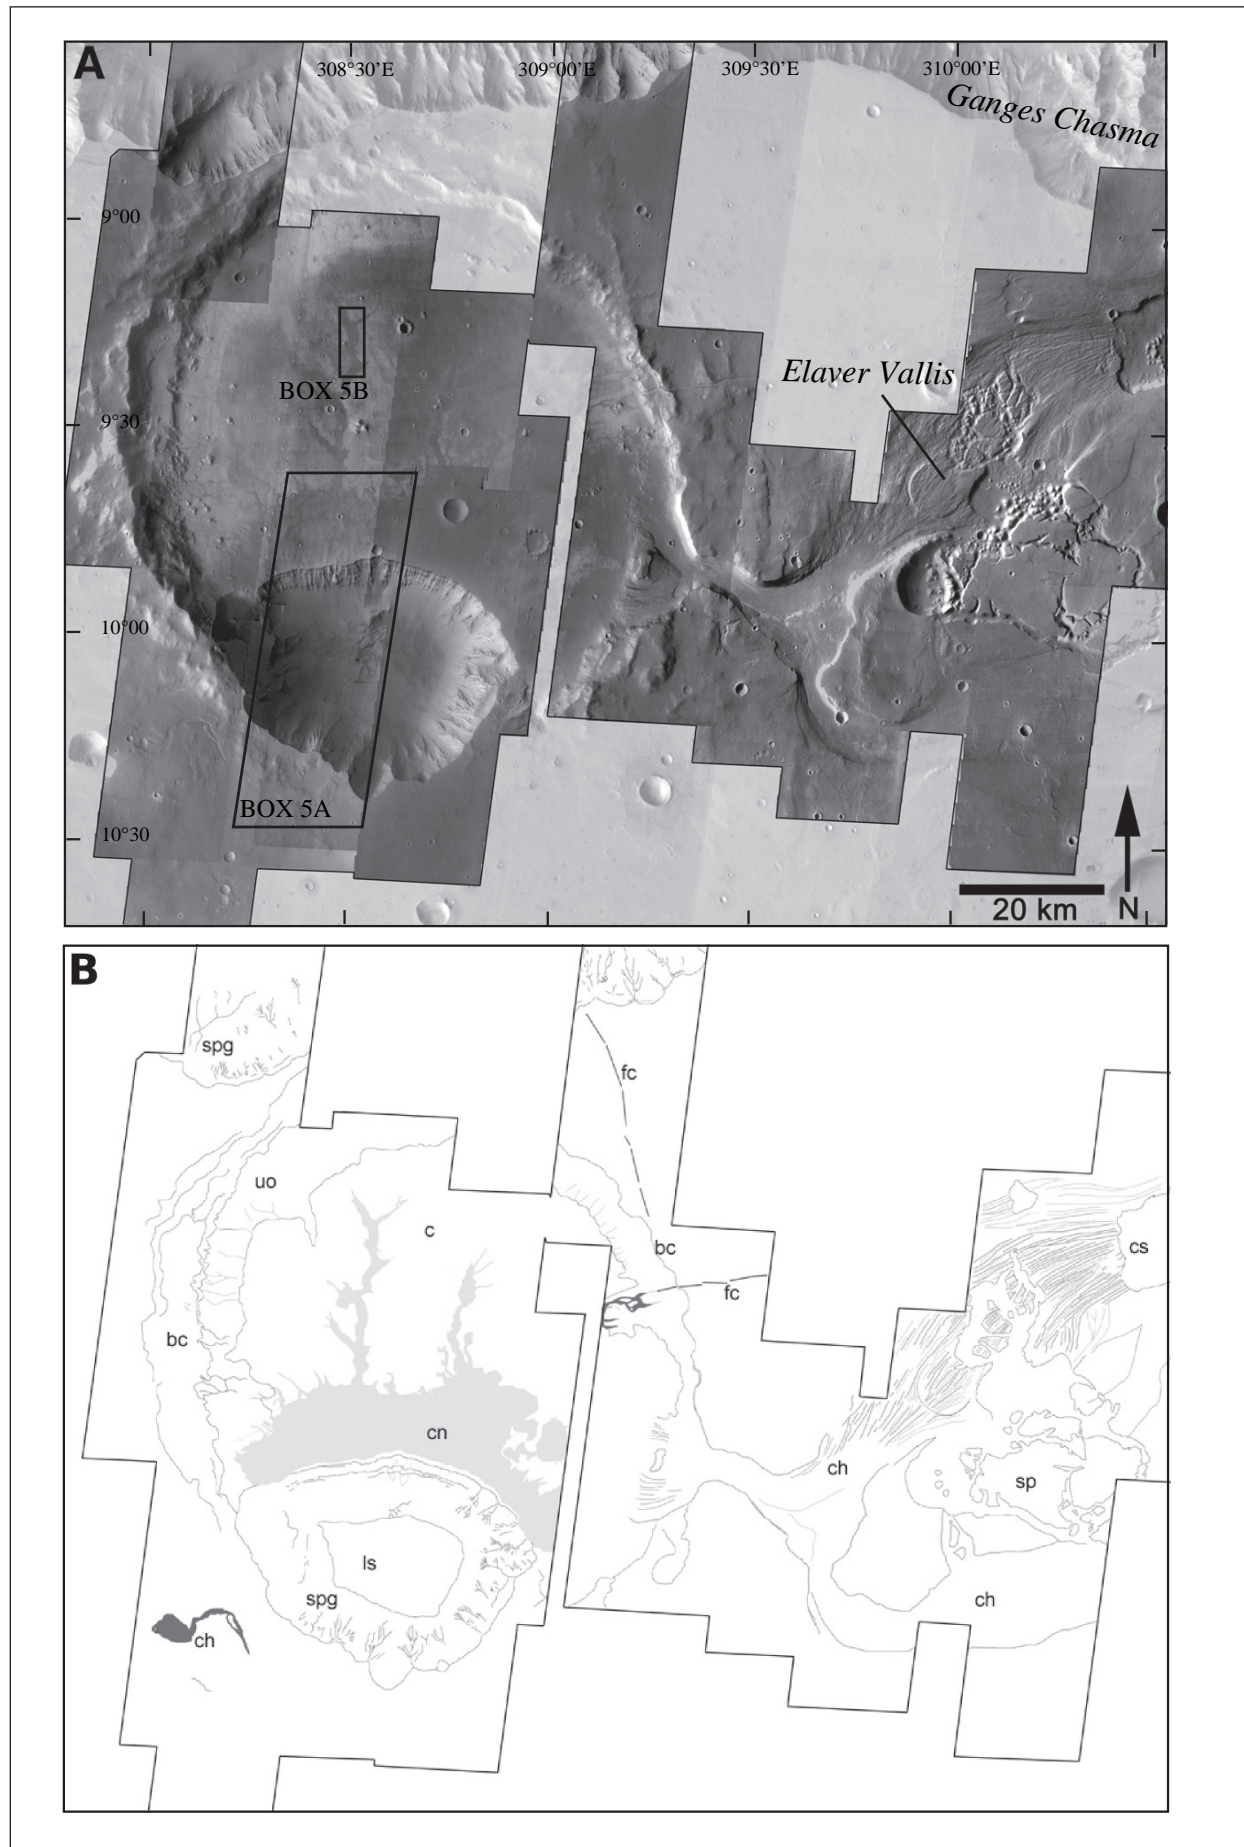 A
308°30'E
309°00'E
309°30'E
310°00'E
Ganges Chasma
9°00
Elaver Vallis
BOX 5B
9°30
10°00
BOX 5A
10°30
20 km
N
B
spg
fc
uo
c
bc
cs
fc
bc
cn
ch
sp
ls
spg
ch
ch